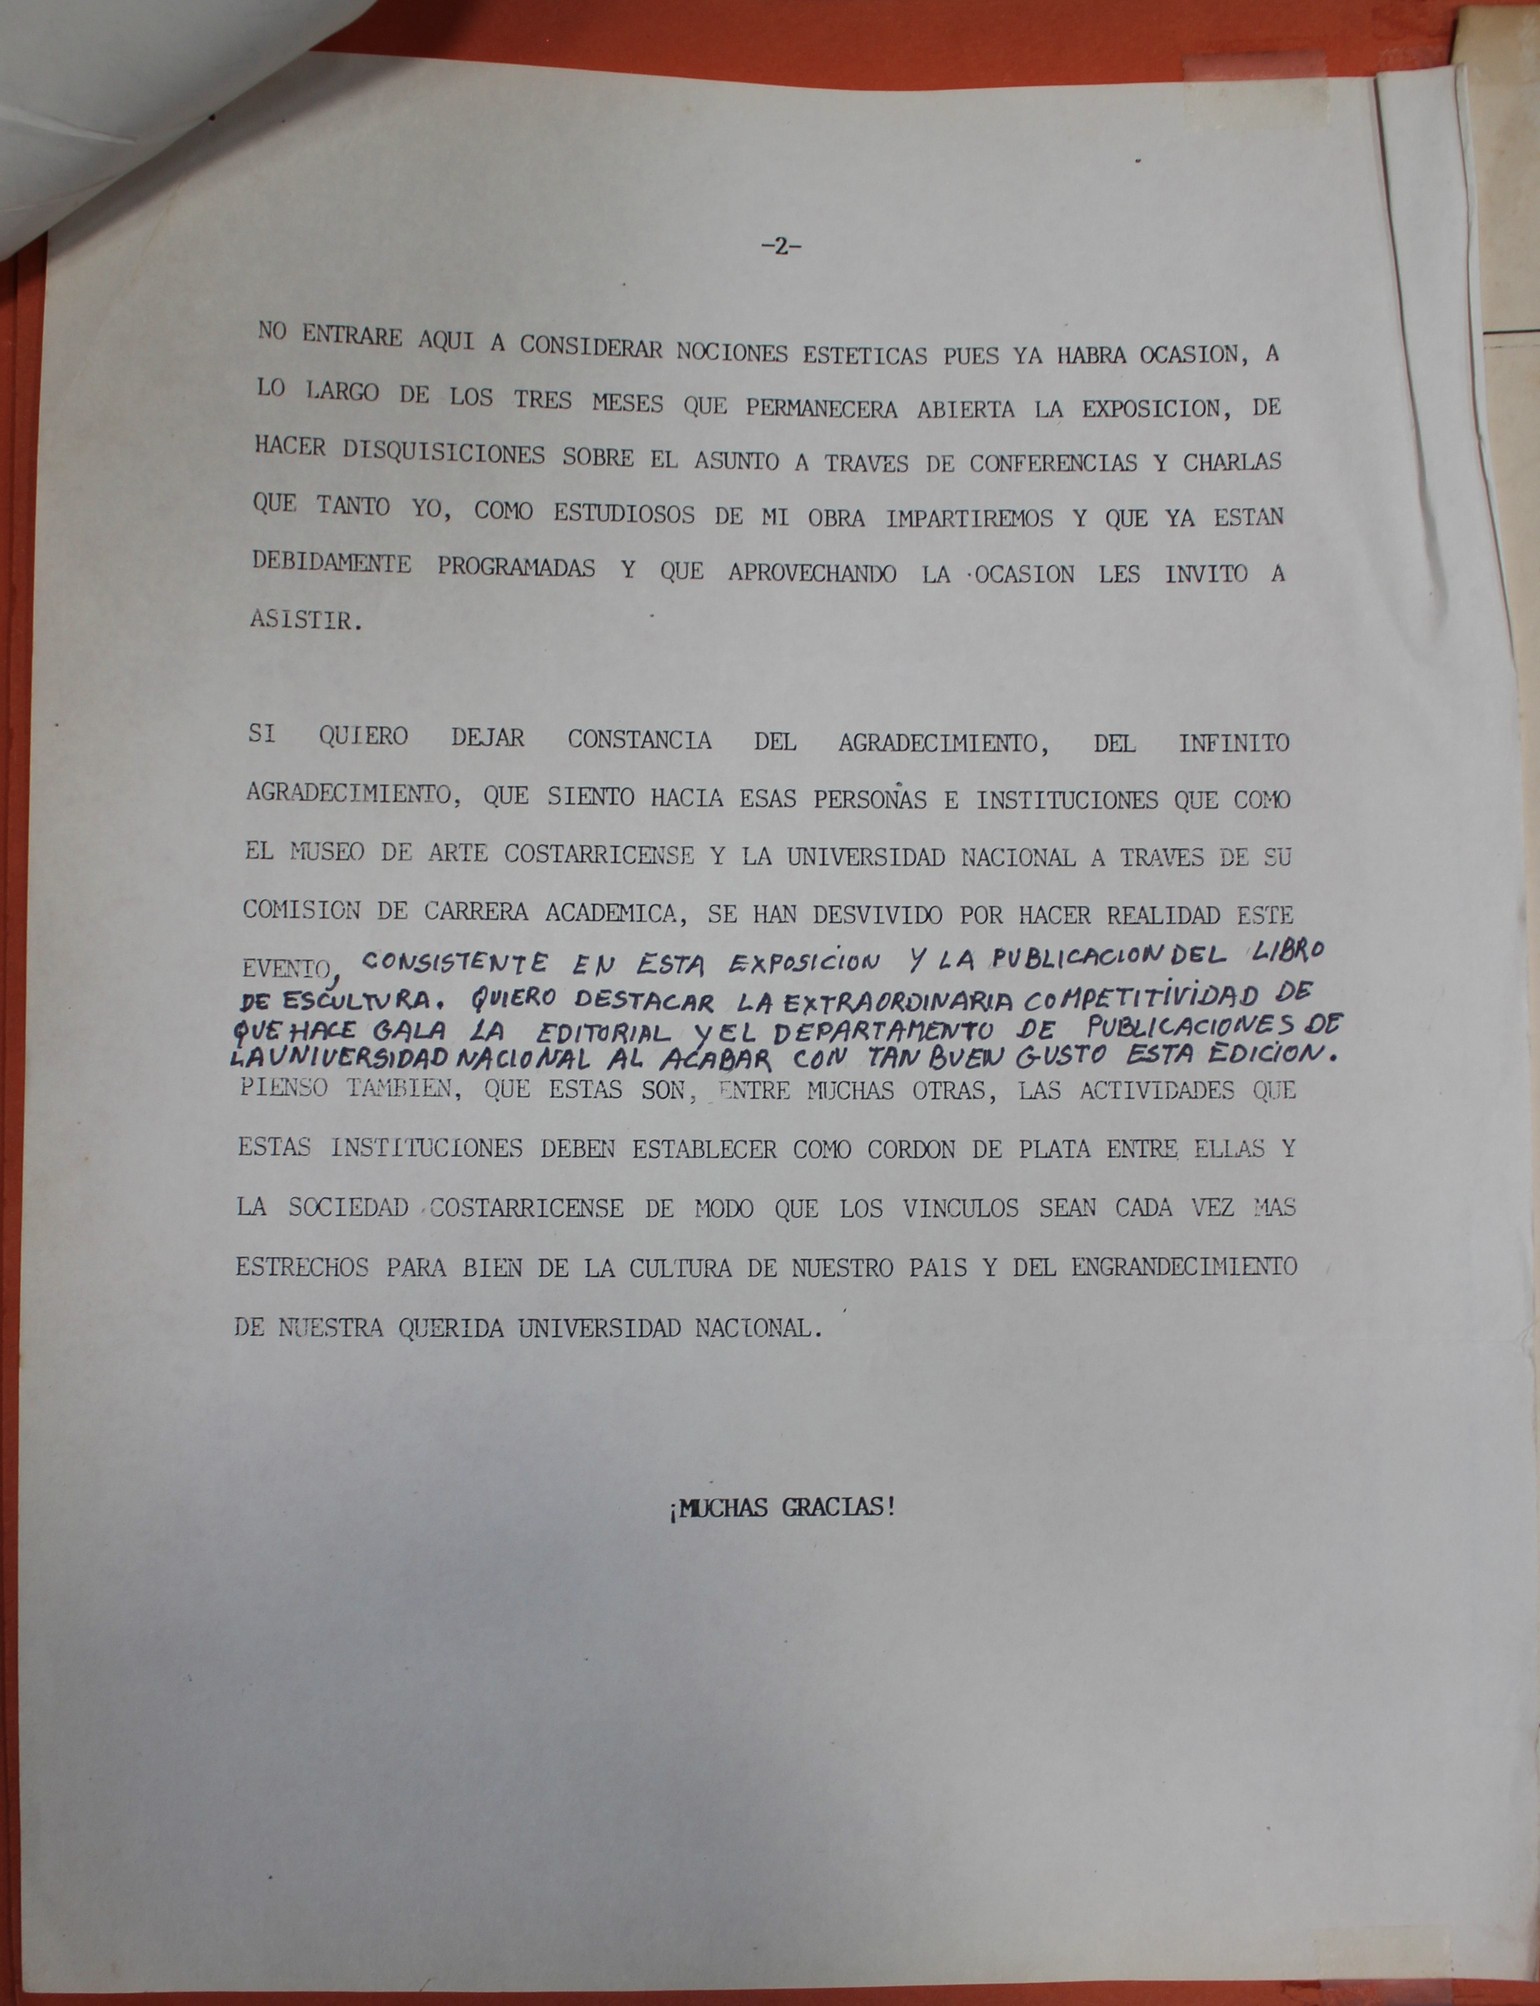 -2-
NO ENTRARE AQUI A CONSIDERAR NOCIONES ESTETICAS PUES YA HABRA OCASION, A
LO LARGO DE LOS TRES MESES QUE PERMANECERA ABIERTA LA EXPOSICION, DE
HACER DISQUISICIONES SOBRE EL ASUNTO A TRAVES DE CONFERENCIAS Y CHARLAS
QUE TANTO YO, COMO ESTUDIOSOS DE MI OBRA IMPARTIREMOS Y QUE YA ESTAN
DEBIDAMENTE PROGRAMADAS Y QUE APROVECHANDO LA OCASION LES INVITO A
ASISTIR.
SI QUIERO DEJAR CONSTANCIA DEL AGRADECIMIENTO, DEL INFINITO
AGRADECIMIENTO, QUE SIENTO HACIA ESAS PERSONAS E INSTITUCIONES QUE COMO
EL MUSEO DE ARTE COSTARRICENSE Y LA UNIVERSIDAD NACIONAL A TRAVES DE SU
COMISION DE CARRERA ACADEMICA, SE HAN DESVIVIDO POR HACER REALIDAD ESTE
EVENTO, CONSISTENTE EN ESTA EXPOSICION Y LA PUBLICACION DEL LIBRO
DE ESCULTURA. QUIERO DESTACAR LA EXTRAORDINARIA COMPETITIVIDAD DE
QUE HACE GALA LA EDITORIAL Y EL DEPARTAMENTO DE PUBLICACIONES DE
LA UNIVERSIDAD NACIONAL AL ACABAR CON TAN BUEN GUSTO ESTA EDICION.
PIENSO TAMBIEN, QUE ESTAS SON, ENTRE MUCHAS OTRAS, LAS ACTIVIDADES QUE
ESTAS INSTITUCIONES DEBEN ESTABLECER COMO CORDON DE PLATA ENTRE ELLAS Y
LA SOCIEDAD COSTARRICENSE DE MODO QUE LOS VINCULOS SEAN CADA VEZ MAS
ESTRECHOS PARA BIEN DE LA CULTURA DE NUESTRO PAIS Y DEL ENGRANDECIMIENTO
DE NUESTRA QUERIDA UNIVERSIDAD NACIONAL.
¡MUCHAS GRACIAS!